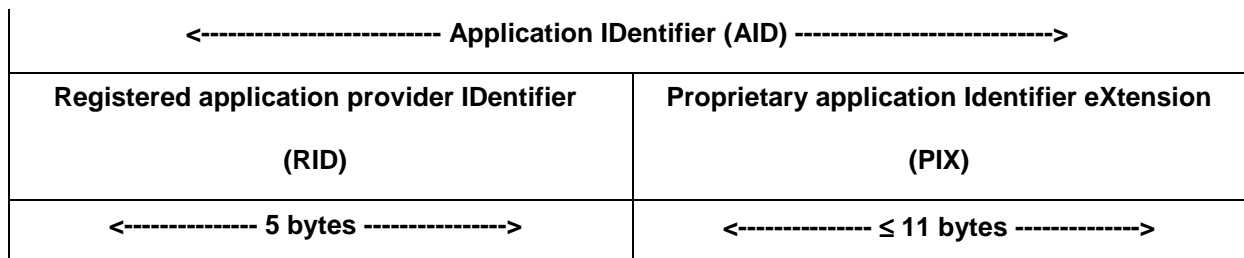 <-------------------------- Application IDentifier (AID) ---------------------------->
Registered application provider IDentifier
(RID)
Proprietary application Identifier eXtension
(PIX)
<--------------- 5 bytes --------------->
<--------------- ≤ 11 bytes -------------->